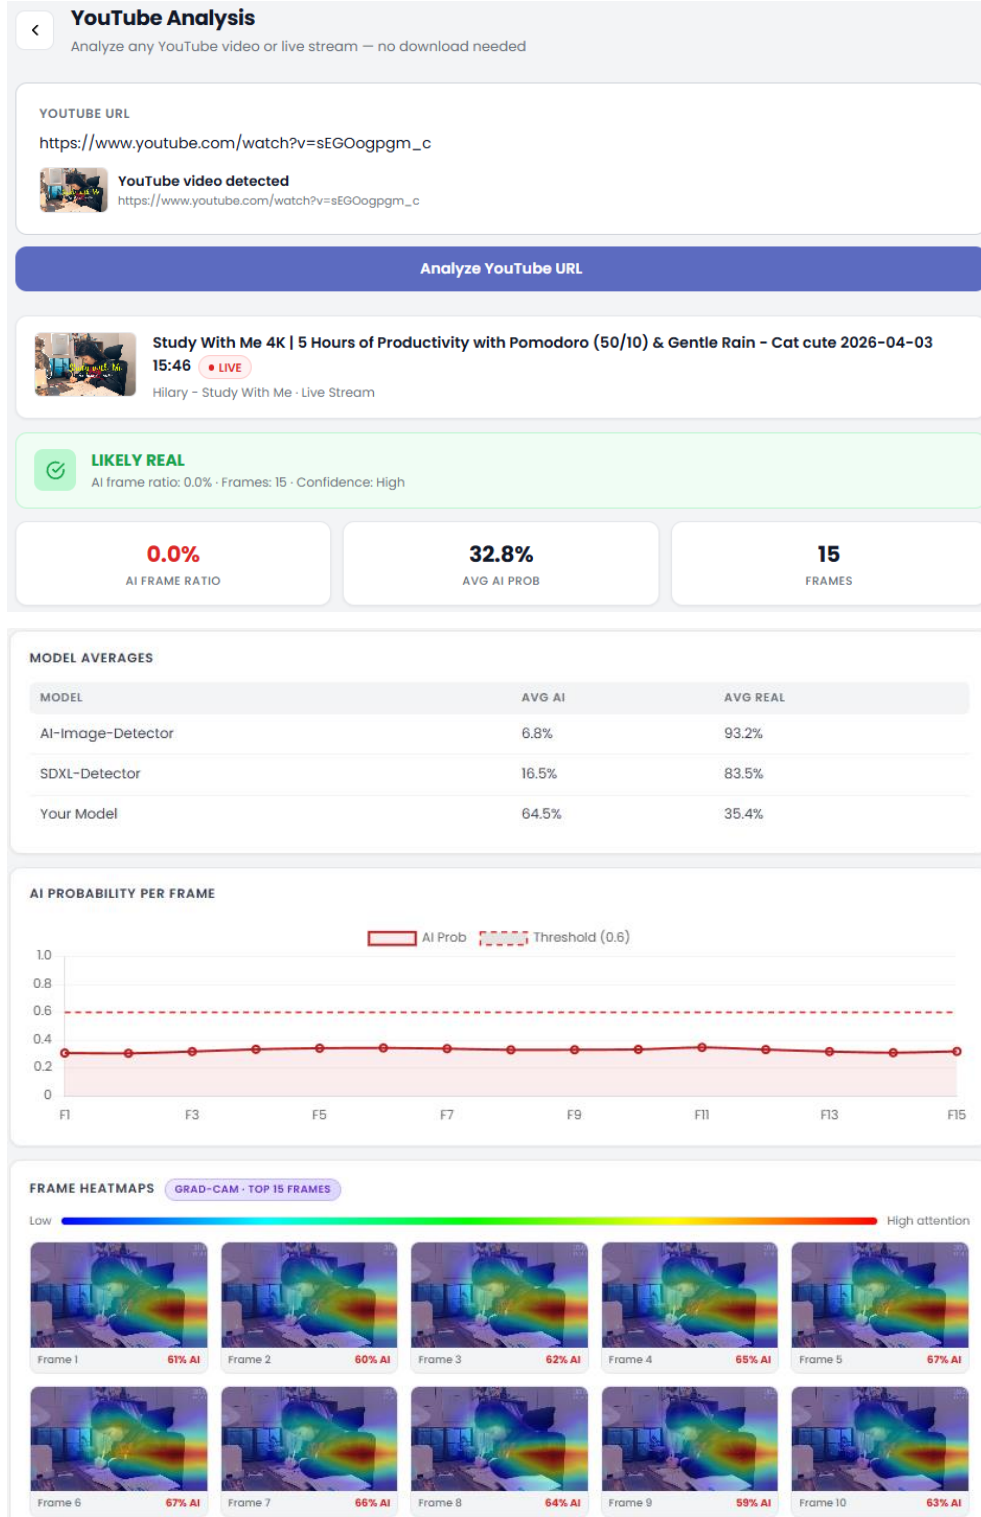 YouTube Analysis
Analyze any YouTube video or live stream — no download needed
YOUTUBE URL
https://www.youtube.com/watch?v=sEGOogpgm_c
YouTube video detected
https://www.youtube.com/watch?v=sEGOogpgm_c
Analyze YouTube URL
Study With Me 4K | 5 Hours of Productivity with Pomodoro (50/10) & Gentle Rain - Cat cute 2026-04-03
15:46 • LIVE
Hilary - Study With Me · Live Stream
LIKELY REAL
AI frame ratio: 0.0% · Frames: 15 · Confidence: High
0.0% 32.8% 15
AI FRAME RATIO AVG AI PROB FRAMES
MODEL AVERAGES
MODEL AVG AI AVG REAL
AI-Image-Detector 6.8% 93.2%
SDXL-Detector 16.5% 83.5%
Your Model 64.5% 35.4%
AI PROBABILITY PER FRAME
AI Prob Threshold (0.6)
1.0
0.8
0.6
0.4
0.2
0
F1 F3 F5 F7 F9 F11 F13 F15
FRAME HEATMAPS GRAD-CAM · TOP 15 FRAMES
Low High attention
Frame 1 61% AI Frame 2 60% AI Frame 3 62% AI Frame 4 65% AI Frame 5 67% AI
Frame 6 67% AI Frame 7 66% AI Frame 8 64% AI Frame 9 59% AI Frame 10 63% AI